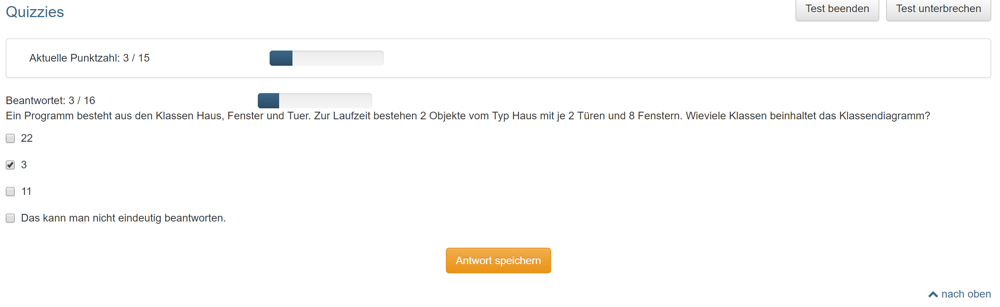 Quizzies
Test beenden
Test unterbrechen
Aktuelle Punktzahl: 3 / 15
Beantwortet: 3 / 16
Ein Programm besteht aus den Klassen Haus, Fenster und Tuer. Zur Laufzeit bestehen 2 Objekte vom Typ Haus mit je 2 Türen und 8 Fenstern. Wieviele Klassen beinhaltet das Klassendiagramm?
22
3
11
Das kann man nicht eindeutig beantworten.
Antwort speichern
nach oben